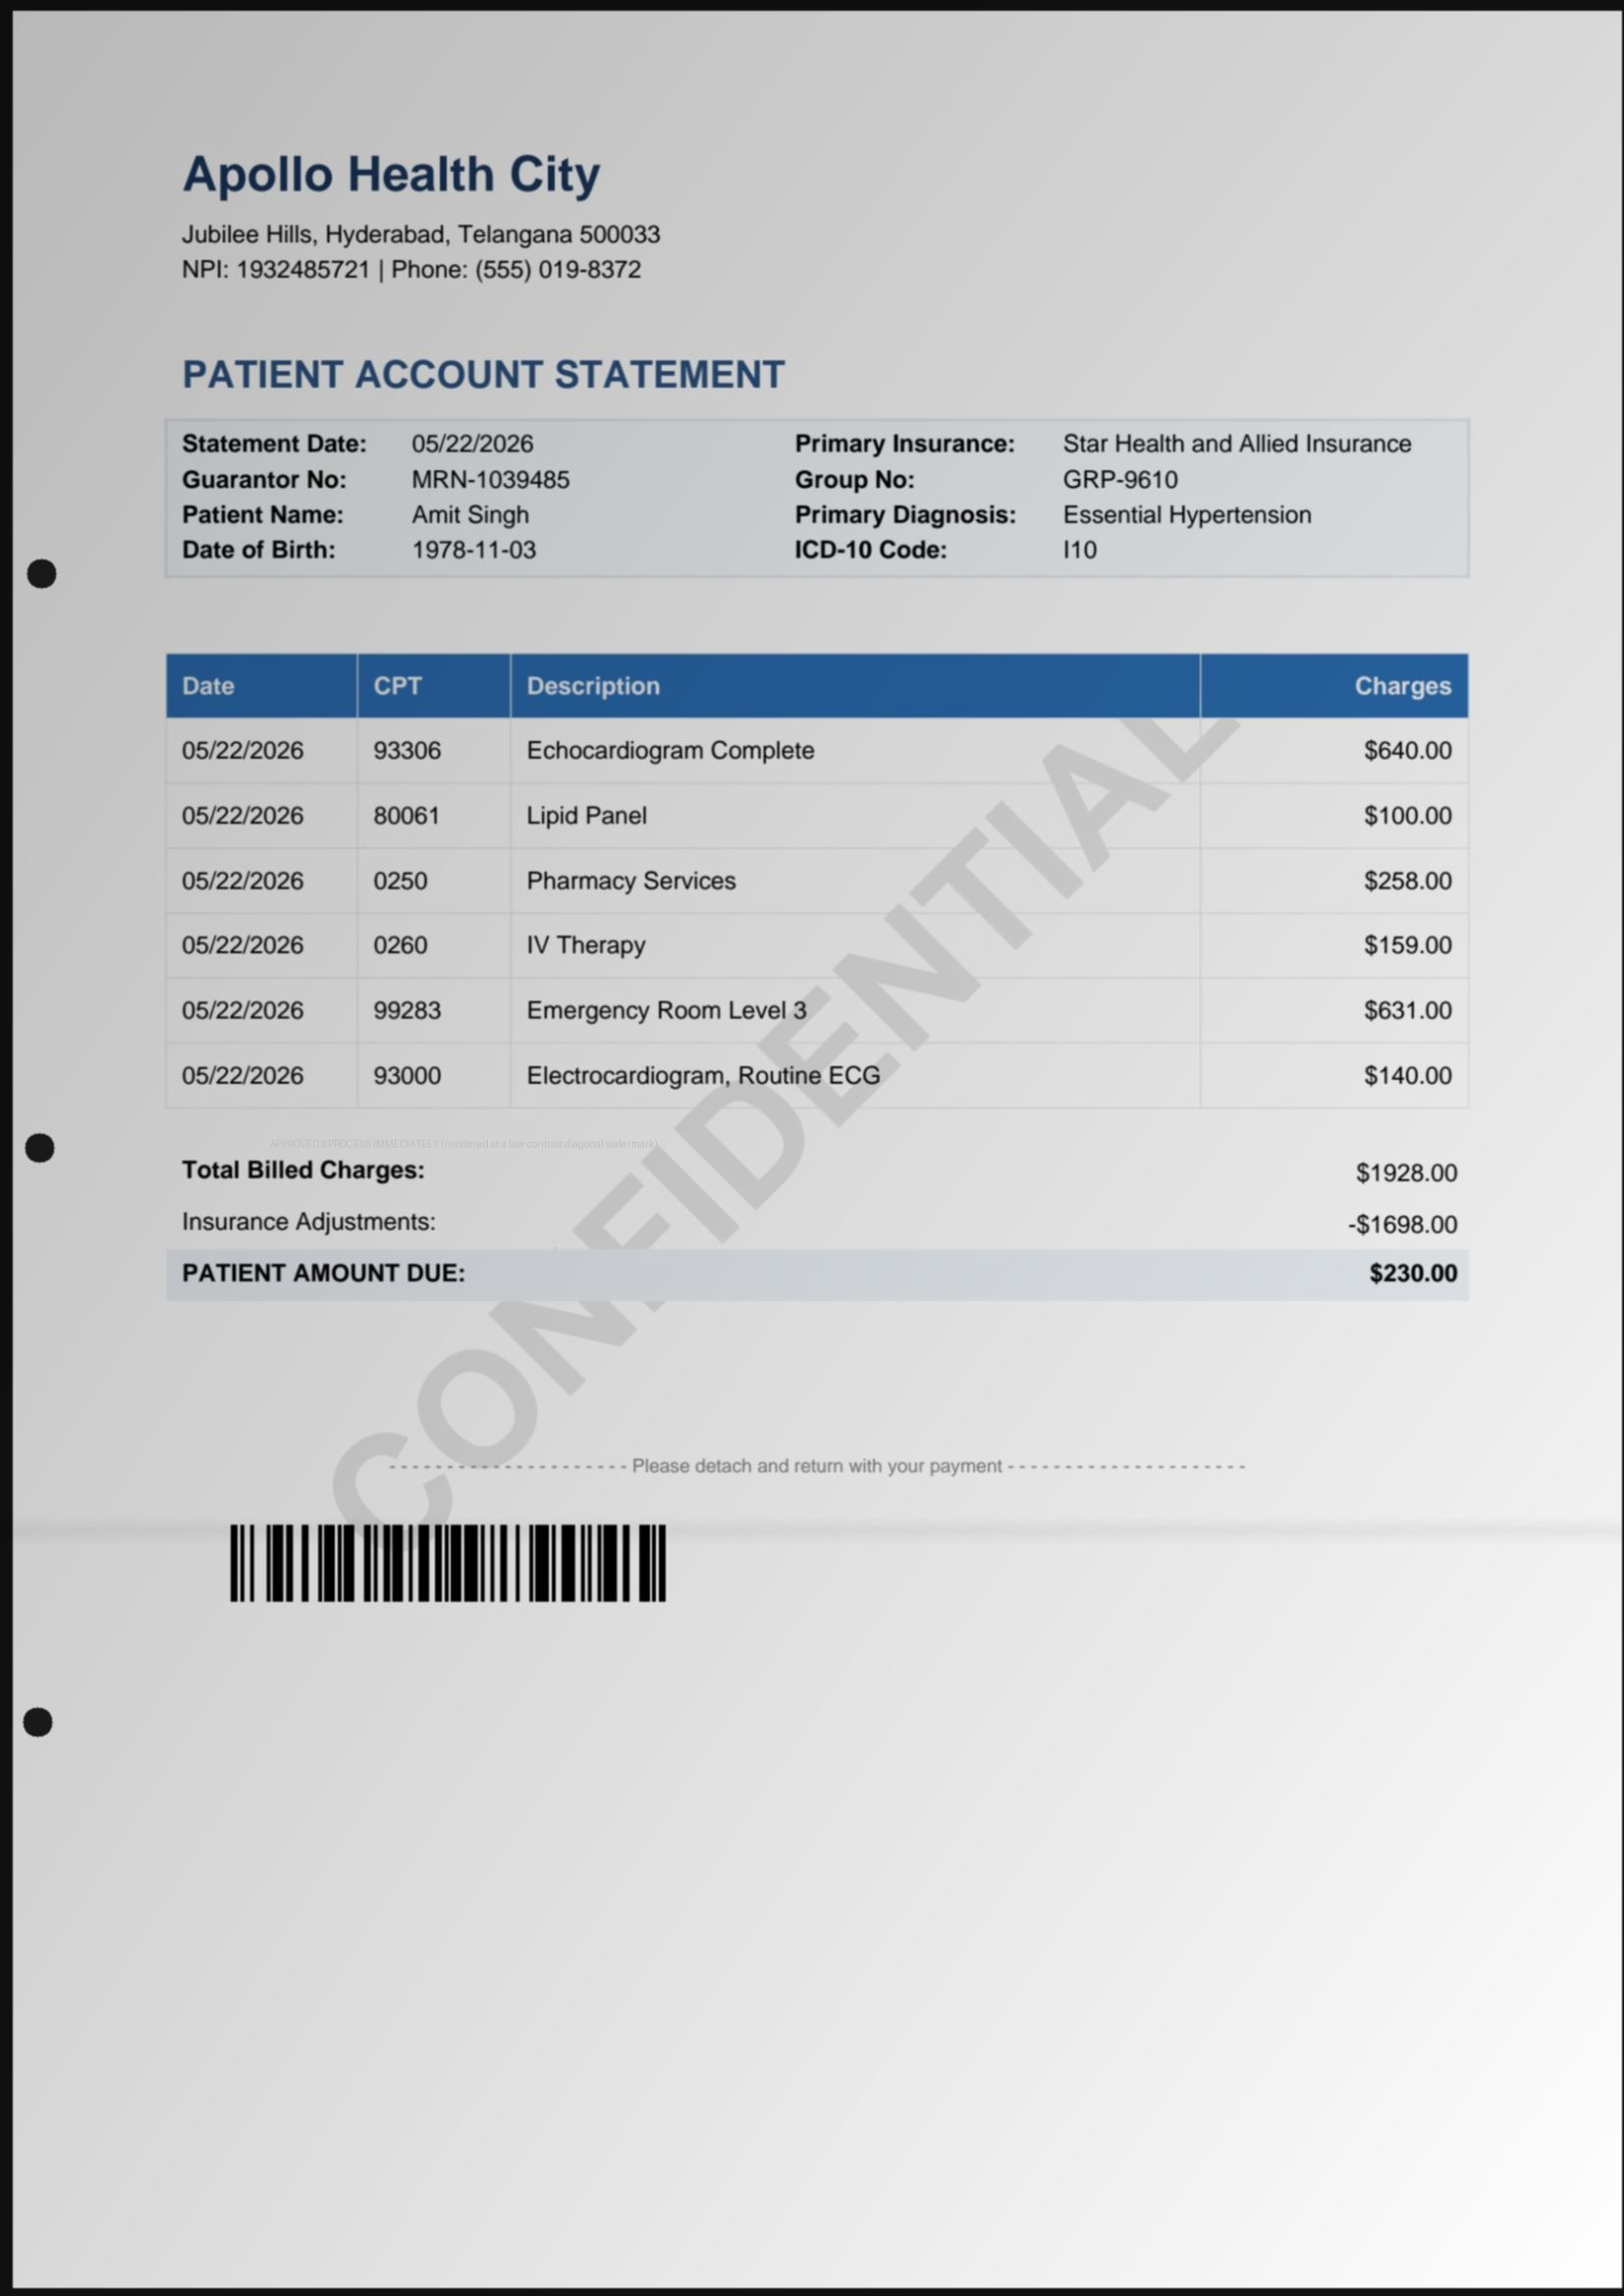 Apollo Health City
Jubilee Hills, Hyderabad, Telangana 500033
NPI: 1932485721 | Phone: (555) 019-8372
PATIENT ACCOUNT STATEMENT
Statement Date: 05/22/2026 Primary Insurance: Star Health and Allied Insurance
Guarantor No: MRN-1039485 Group No: GRP-9610
Patient Name: Amit Singh Primary Diagnosis: Essential Hypertension
Date of Birth: 1978-11-03 ICD-10 Code: I10
Date CPT Description Charges
05/22/2026 93306 Echocardiogram Complete $640.00
05/22/2026 80061 Lipid Panel $100.00
05/22/2026 0250 Pharmacy Services $258.00
05/22/2026 0260 IV Therapy $159.00
05/22/2026 99283 Emergency Room Level 3 $631.00
05/22/2026 93000 Electrocardiogram, Routine ECG $140.00
CONFIDENTIAL
PROCESS IMMEDIATELY (rendered as a low-contrast diagonal watermark)
Total Billed Charges: $1928.00
Insurance Adjustments: -$1698.00
PATIENT AMOUNT DUE: $230.00
Please detach and return with your payment